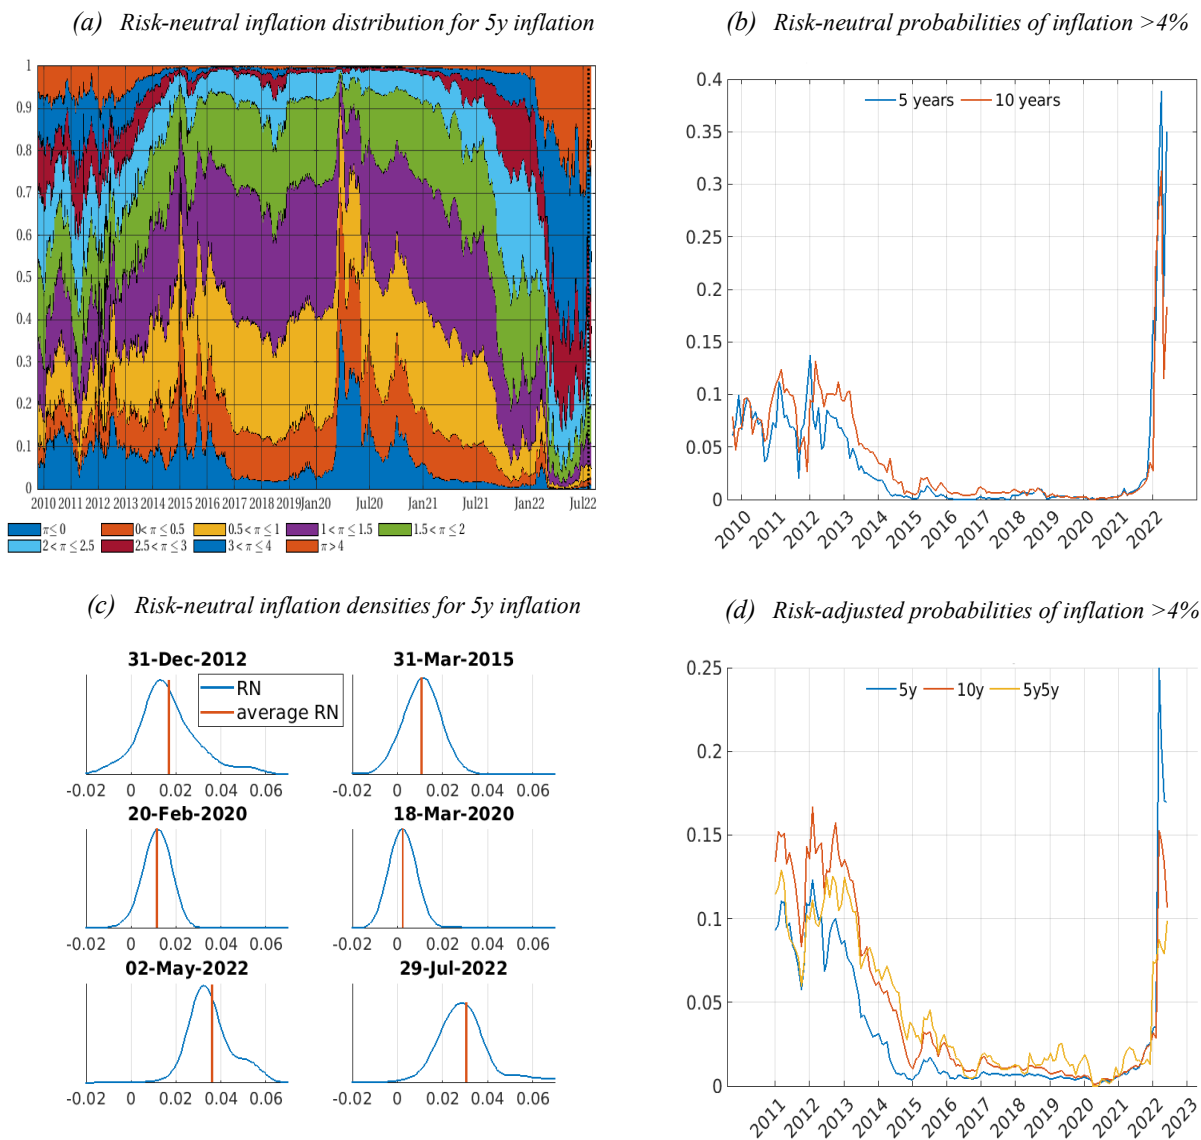 (a) Risk-neutral inflation distribution for 5y inflation
1
0.9
0.8
0.7
0.6
0.5
0.4
0.3
0.2
0.1
0
2010 2011 2012 2013 2014 2015 2016 2017 2018 2019 Jan20 Jul20 Jan21 Jul21 Jan22 Jul22
π≤0 0< π ≤ 0.5 0.5< π ≤ 1 1< π ≤ 1.5 1.5< π ≤ 2
2< π ≤ 2.5 2.5< π ≤ 3 3< π ≤ 4 π>4
(b) Risk-neutral probabilities of inflation >4%
5 years 10 years
0.4
0.35
0.3
0.25
0.2
0.15
0.1
0.05
0
2010 2011 2012 2013 2014 2015 2016 2017 2018 2019 2020 2021 2022
(c) Risk-neutral inflation densities for 5y inflation
31-Dec-2012
RN
average RN
-0.02 0 0.02 0.04 0.06
31-Mar-2015
-0.02 0 0.02 0.04 0.06
20-Feb-2020
-0.02 0 0.02 0.04 0.06
18-Mar-2020
-0.02 0 0.02 0.04 0.06
02-May-2022
-0.02 0 0.02 0.04 0.06
29-Jul-2022
-0.02 0 0.02 0.04 0.06
(d) Risk-adjusted probabilities of inflation >4%
5y 10y 5y5y
0.25
0.2
0.15
0.1
0.05
0
2011 2012 2013 2014 2015 2016 2017 2018 2019 2020 2021 2022 2023